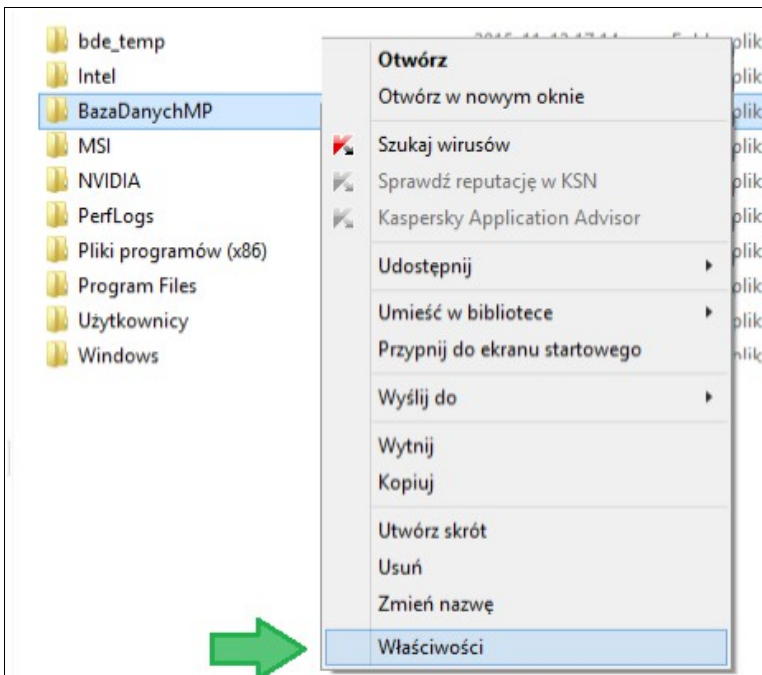 bde_temp
Intel
BazaDanychMP
MSI
NVIDIA
PerfLogs
Pliki programów (x86)
Program Files
Użytkownicy
Windows
Otwórz
Otwórz w nowym oknie
Szukaj wirusów
Sprawdź reputację w KSN
Kaspersky Application Advisor
Udostępnij
Umieść w bibliotece
Przypnij do ekranu startowego
Wyślij do
Wytnij
Kopiuj
Utwórz skrót
Usuń
Zmień nazwę
Właściwości